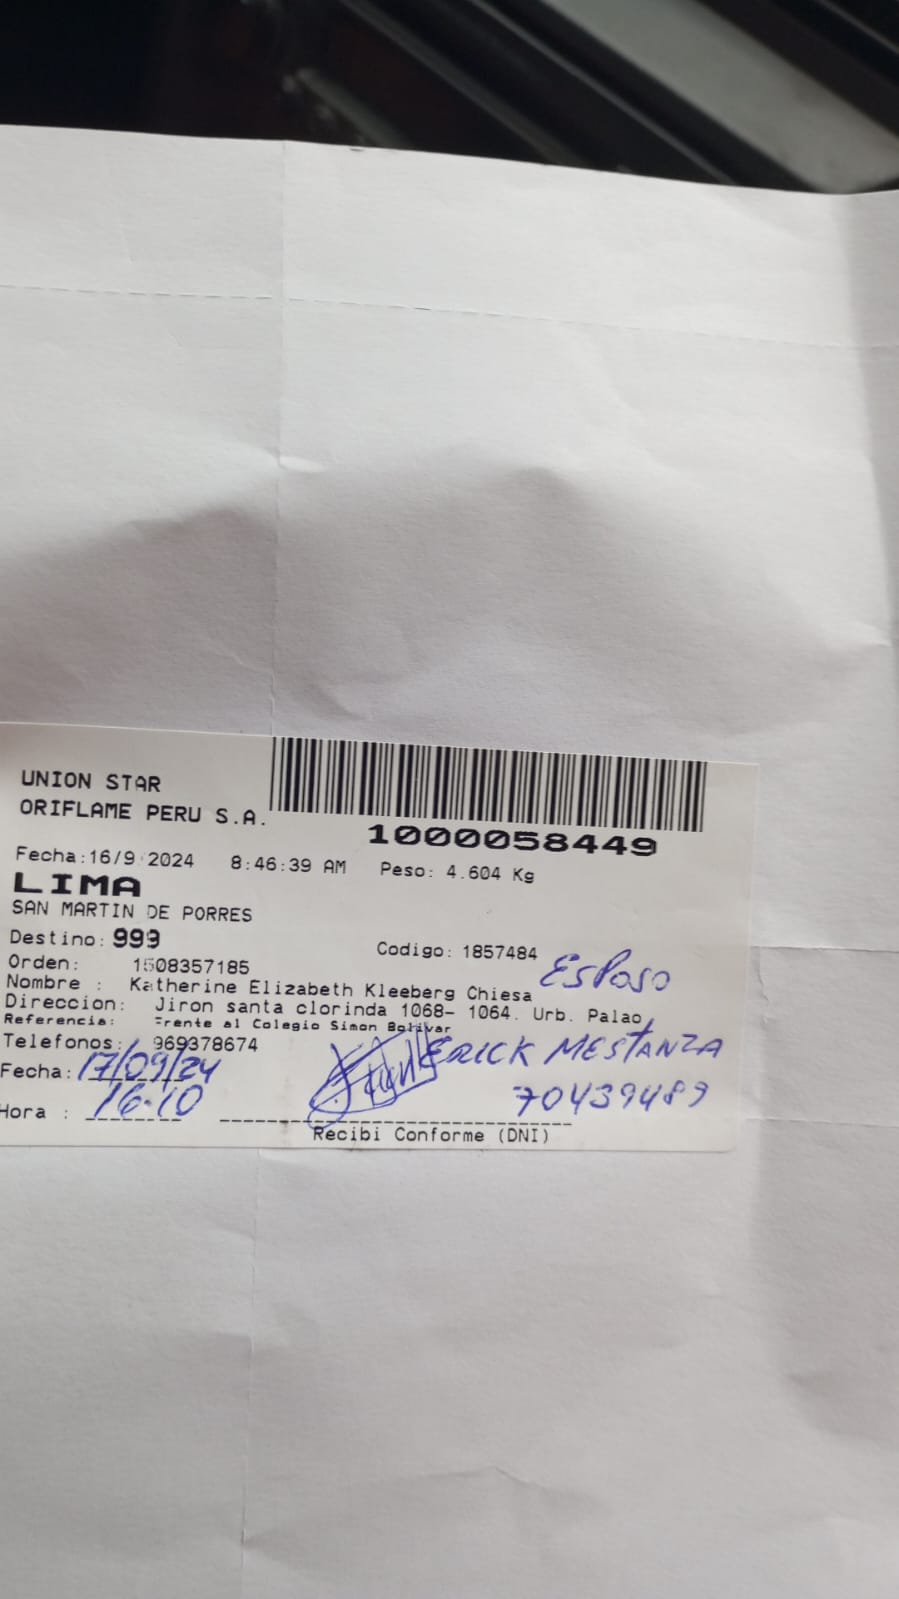 UNION STAR
ORIFLAME PERU S.A.
1000058449
Fecha:16/9 2024 8:46:39 AM Peso: 4.604 Kg
LIMA
SAN MARTIN DE PORRES
Destino: 999 Codigo: 1857484
Orden: 1508357185 Esposo
Nombre : Katherine Elizabeth Kleeberg Chiesa
Direccion: Jiron santa clorinda 1068- 1064. Urb. Palao,
Referencia: Frente al Colegio Simon Bolivar
Telefonos: 969378674 ERICK MESTANZA
Fecha: 17/09/24 70439489
Hora : 16:10
Recibi Conforme (DNI)